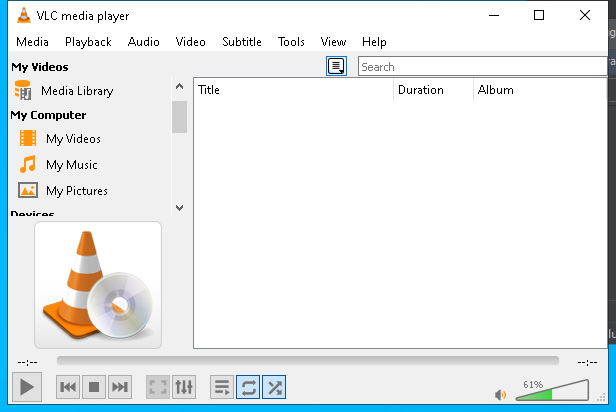 VLC media player
Media Playback Audio Video Subtitle Tools View Help
My Videos
Search
Media Library
Title Duration Album
My Computer
My Videos
My Music
My Pictures
Devices
--:-- --:--
61%